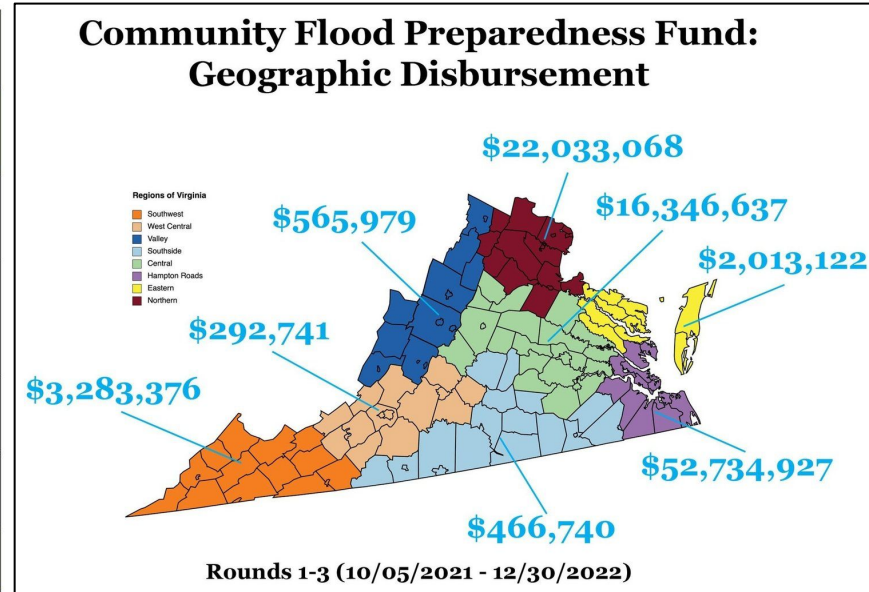 Community Flood Preparedness Fund:
Geographic Disbursement
$22,033,068
$16,346,637
$565,979
$2,013,122
Regions of Virginia
Southwest
West Central
Valley
Southside
Central
Hampton Roads
Eastern
Northern
$292,741
$3,283,376
$52,734,927
$466,740
Rounds 1-3 (10/05/2021 - 12/30/2022)